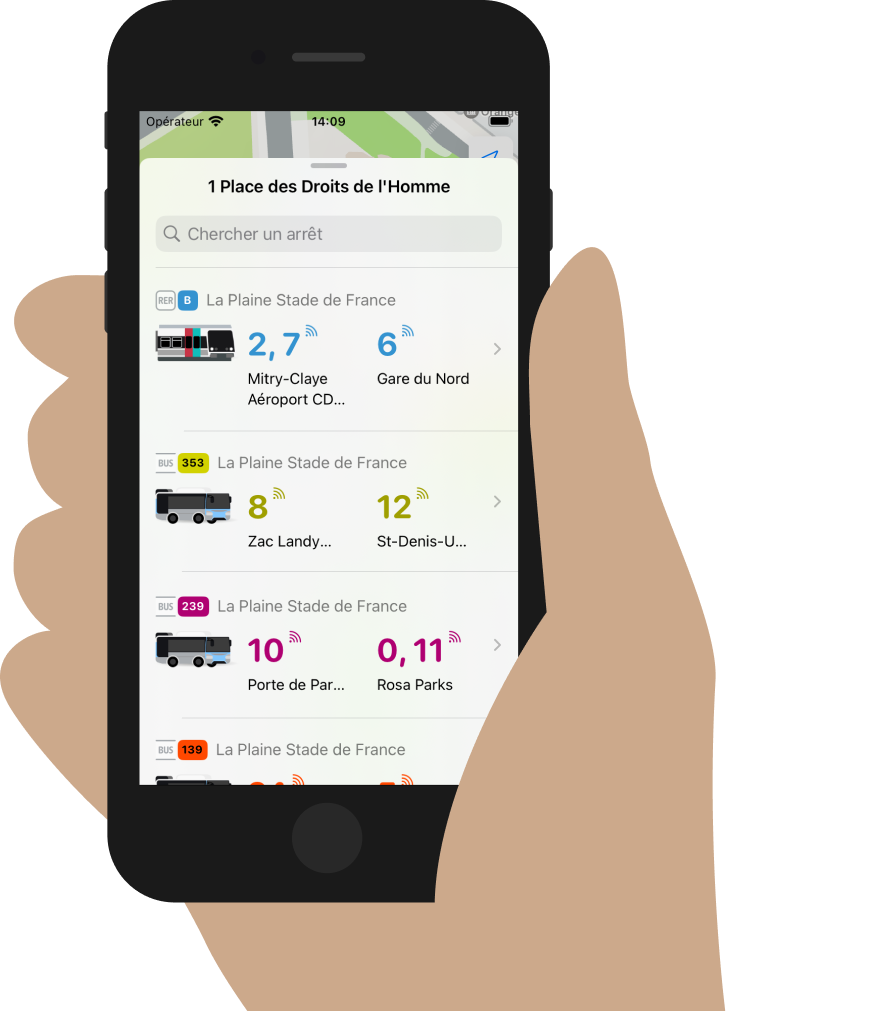 Orange
Opérateur 14:09
1 Place des Droits de l'Homme
Chercher un arrêt
RER B La Plaine Stade de France
2, 7 6
Mitry-Claye Gare du Nord
Aéroport CD...
BUS 353 La Plaine Stade de France
8 12
Zac Landy... St-Denis-U...
BUS 239 La Plaine Stade de France
10 0, 11
Porte de Par... Rosa Parks
BUS 139 La Plaine Stade de France